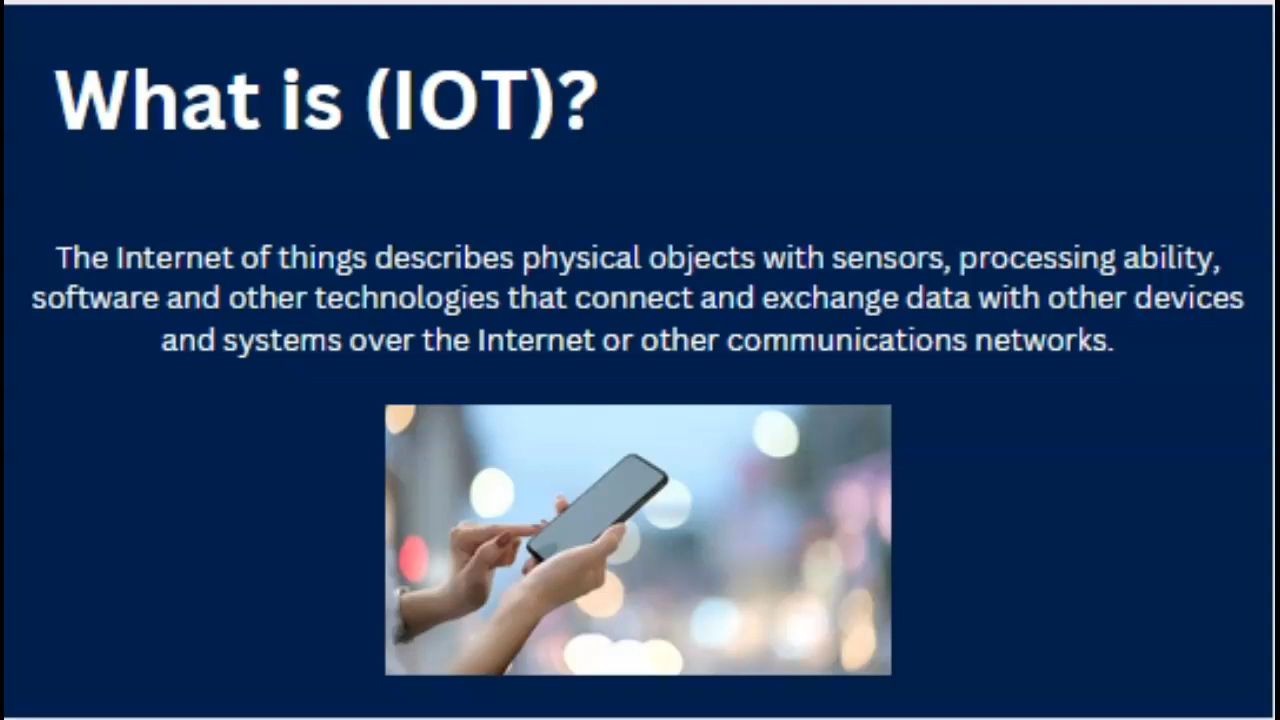 What is (IOT)?
The Internet of things describes physical objects with sensors, processing ability,
software and other technologies that connect and exchange data with other devices
and systems over the Internet or other communications networks.